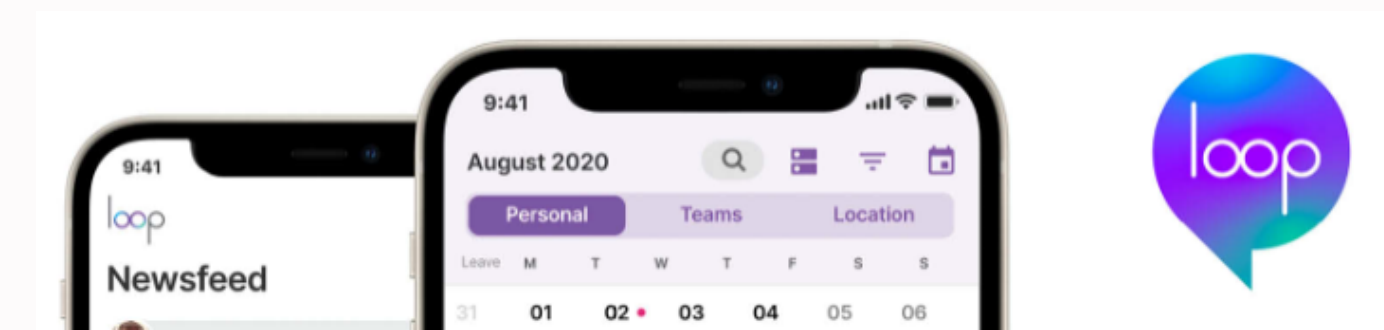 9:41
loop
Newsfeed
9:41
August 2020
Personal Teams Location
Leave M T W T F S S
31 01 02 03 04 05 06
loop